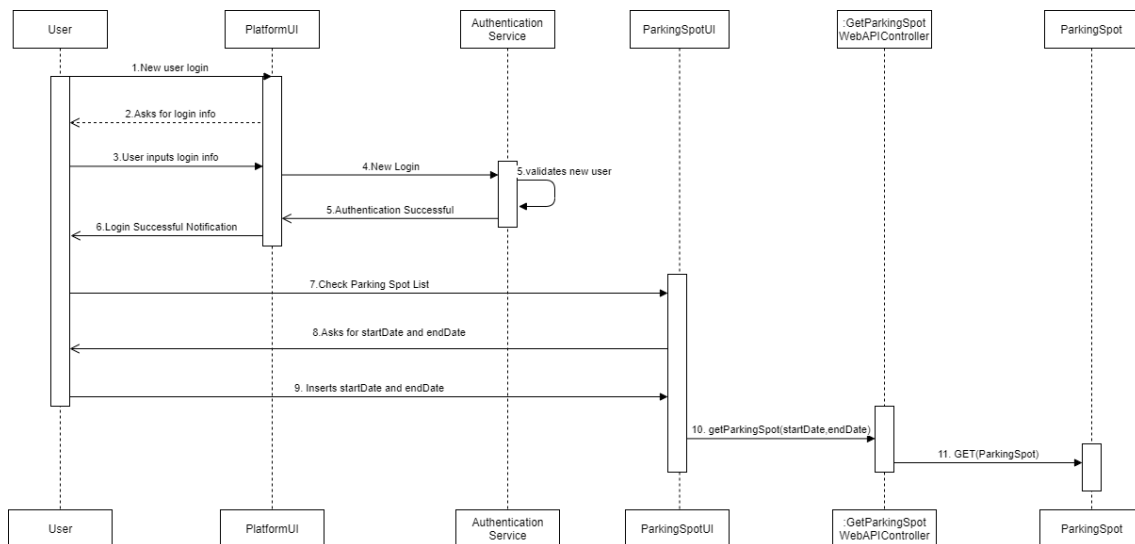 User
PlatformUI
Authentication
Service
ParkingSpotUI
:GetParkingSpot
WebAPIController
ParkingSpot
1.New user login
2.Asks for login info
3.User inputs login info
4.New Login
5.validates new user
5.Authentication Successful
6.Login Successful Notification
7.Check Parking Spot List
8.Asks for startDate and endDate
9. Inserts startDate and endDate
10. getParkingSpot(startDate,endDate)
11. GET(ParkingSpot)
User
PlatformUI
Authentication
Service
ParkingSpotUI
:GetParkingSpot
WebAPIController
ParkingSpot